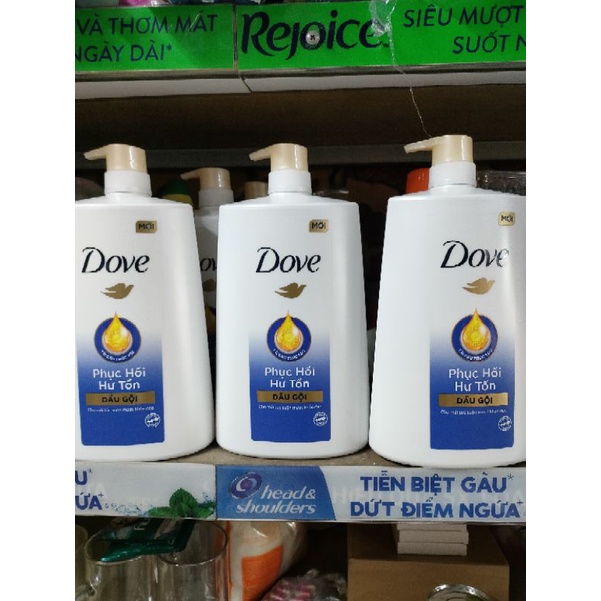 VÀ THƠM MÁT
NGÀY DÀI*
Rejoice
SIÊU MƯỢT
SUỐT N
MỚI
Dove
Phục Hồi
Hư Tổn
DẦU GỘI
MỚI
Dove
Phục Hồi
Hư Tổn
DẦU GỘI
MỚI
Dove
Phục Hồi
Hư Tổn
DẦU GỘI
U*
ỨA*
head &
shoulders
TIỄN BIỆT GÀU*
DỨT ĐIỂM NGỨA*